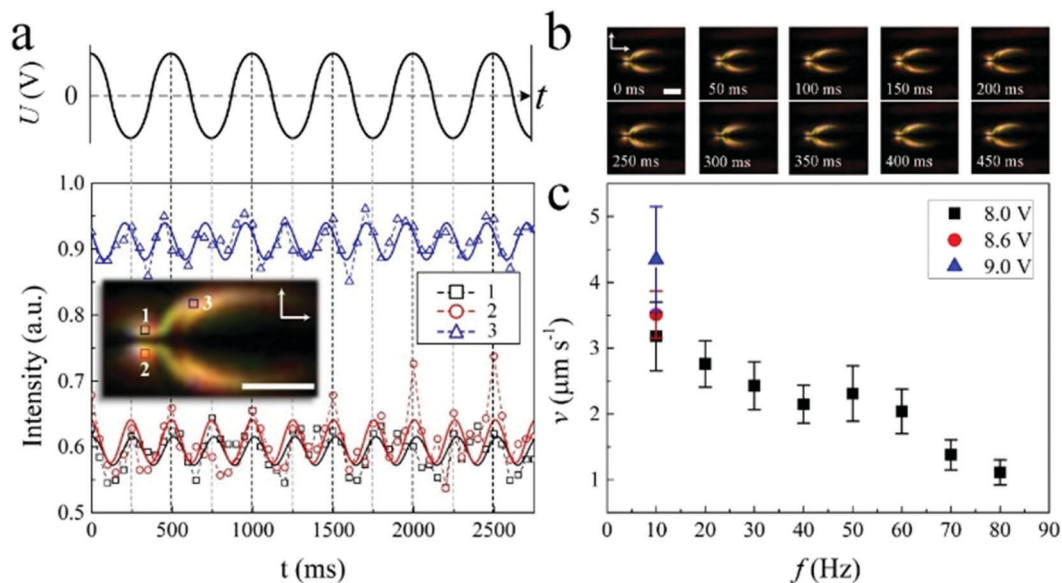 a
U (V)
0
t
1.0
0.9
0.8
0.7
0.6
0.5
Intensity (a.u.)
1
2
3
1
2
3
0
500
1000
1500
2000
2500
t (ms)
b
0 ms
50 ms
100 ms
150 ms
200 ms
250 ms
300 ms
350 ms
400 ms
450 ms
c
8.0 V
8.6 V
9.0 V
5
4
3
2
1
v (μm s⁻¹)
0 10 20 30 40 50 60 70 80 90
f (Hz)